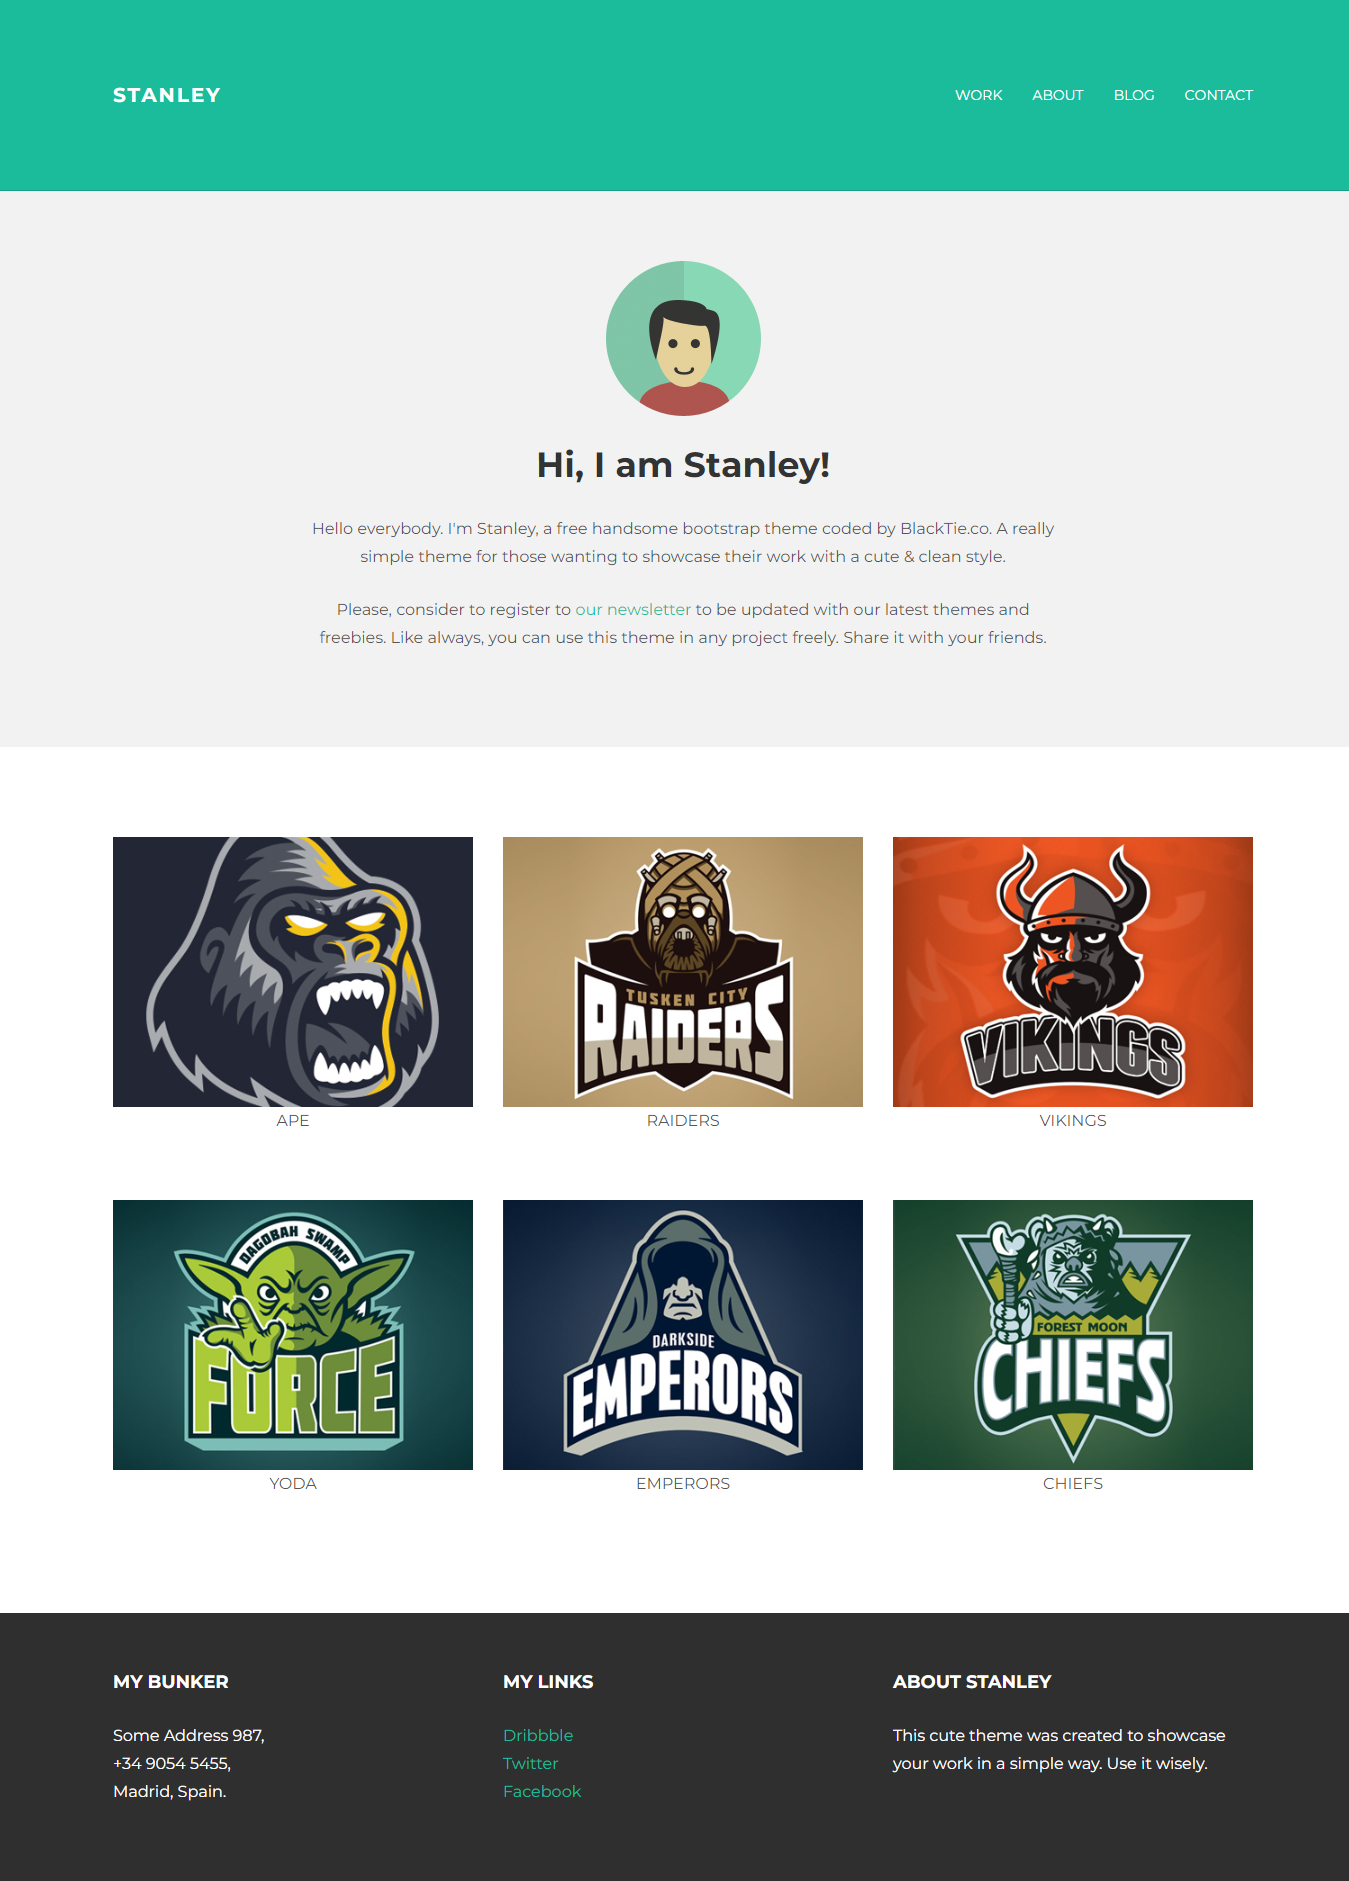 STANLEY
WORK ABOUT BLOG CONTACT
Hi, I am Stanley!
Hello everybody. I'm Stanley, a free handsome bootstrap theme coded by BlackTie.co. A really
simple theme for those wanting to showcase their work with a cute & clean style.
Please, consider to register to our newsletter to be updated with our latest themes and
freebies. Like always, you can use this theme in any project freely. Share it with your friends.
TUSKEN CITY
RAIDERS
VIKINGS
APE
RAIDERS
VIKINGS
DAGOBAH SWAMP
FORCE
DARKSIDE
EMPERORS
FOREST MOON
CHIEFS
YODA
EMPERORS
CHIEFS
MY BUNKER
Some Address 987,
+34 9054 5455,
Madrid, Spain.
MY LINKS
Dribbble
Twitter
Facebook
ABOUT STANLEY
This cute theme was created to showcase
your work in a simple way. Use it wisely.